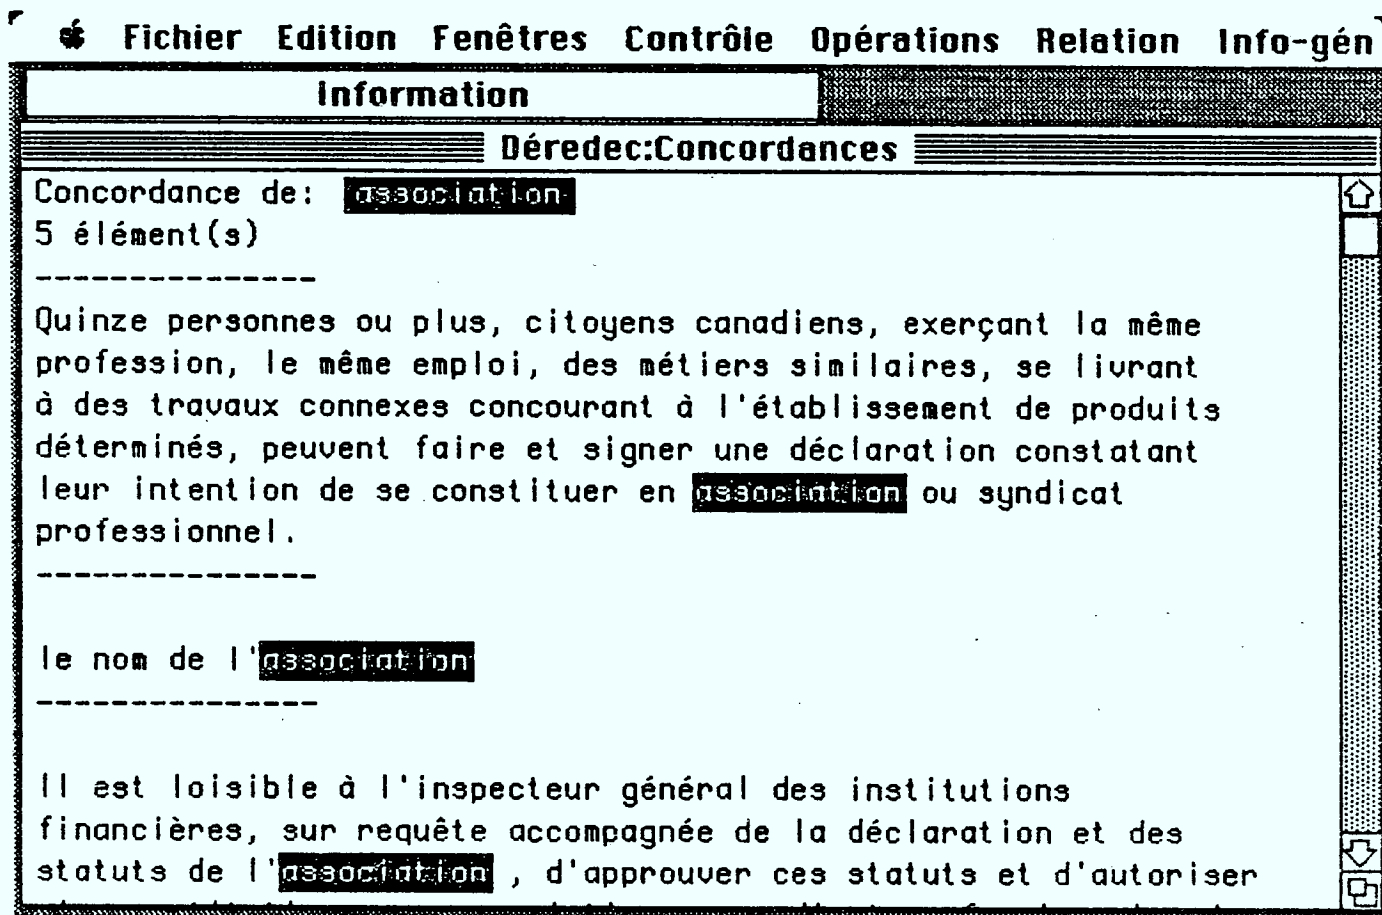 Fichier Edition Fenêtres Contrôle Opérations Relation Info-gén
Information
Déredec:Concordances
Concordance de: association
5 élément(s)
---------------
Quinze personnes ou plus, citoyens canadiens, exerçant la même
profession, le même emploi, des métiers similaires, se livrant
à des travaux connexes concourant à l'établissement de produits
déterminés, peuvent faire et signer une déclaration constatant
leur intention de se constituer en association ou syndicat
professionnel.
---------------
le nom de l'association
---------------
Il est loisible à l'inspecteur général des institutions
financières, sur requête accompagnée de la déclaration et des
statuts de l'association , d'approuver ces statuts et d'autoriser